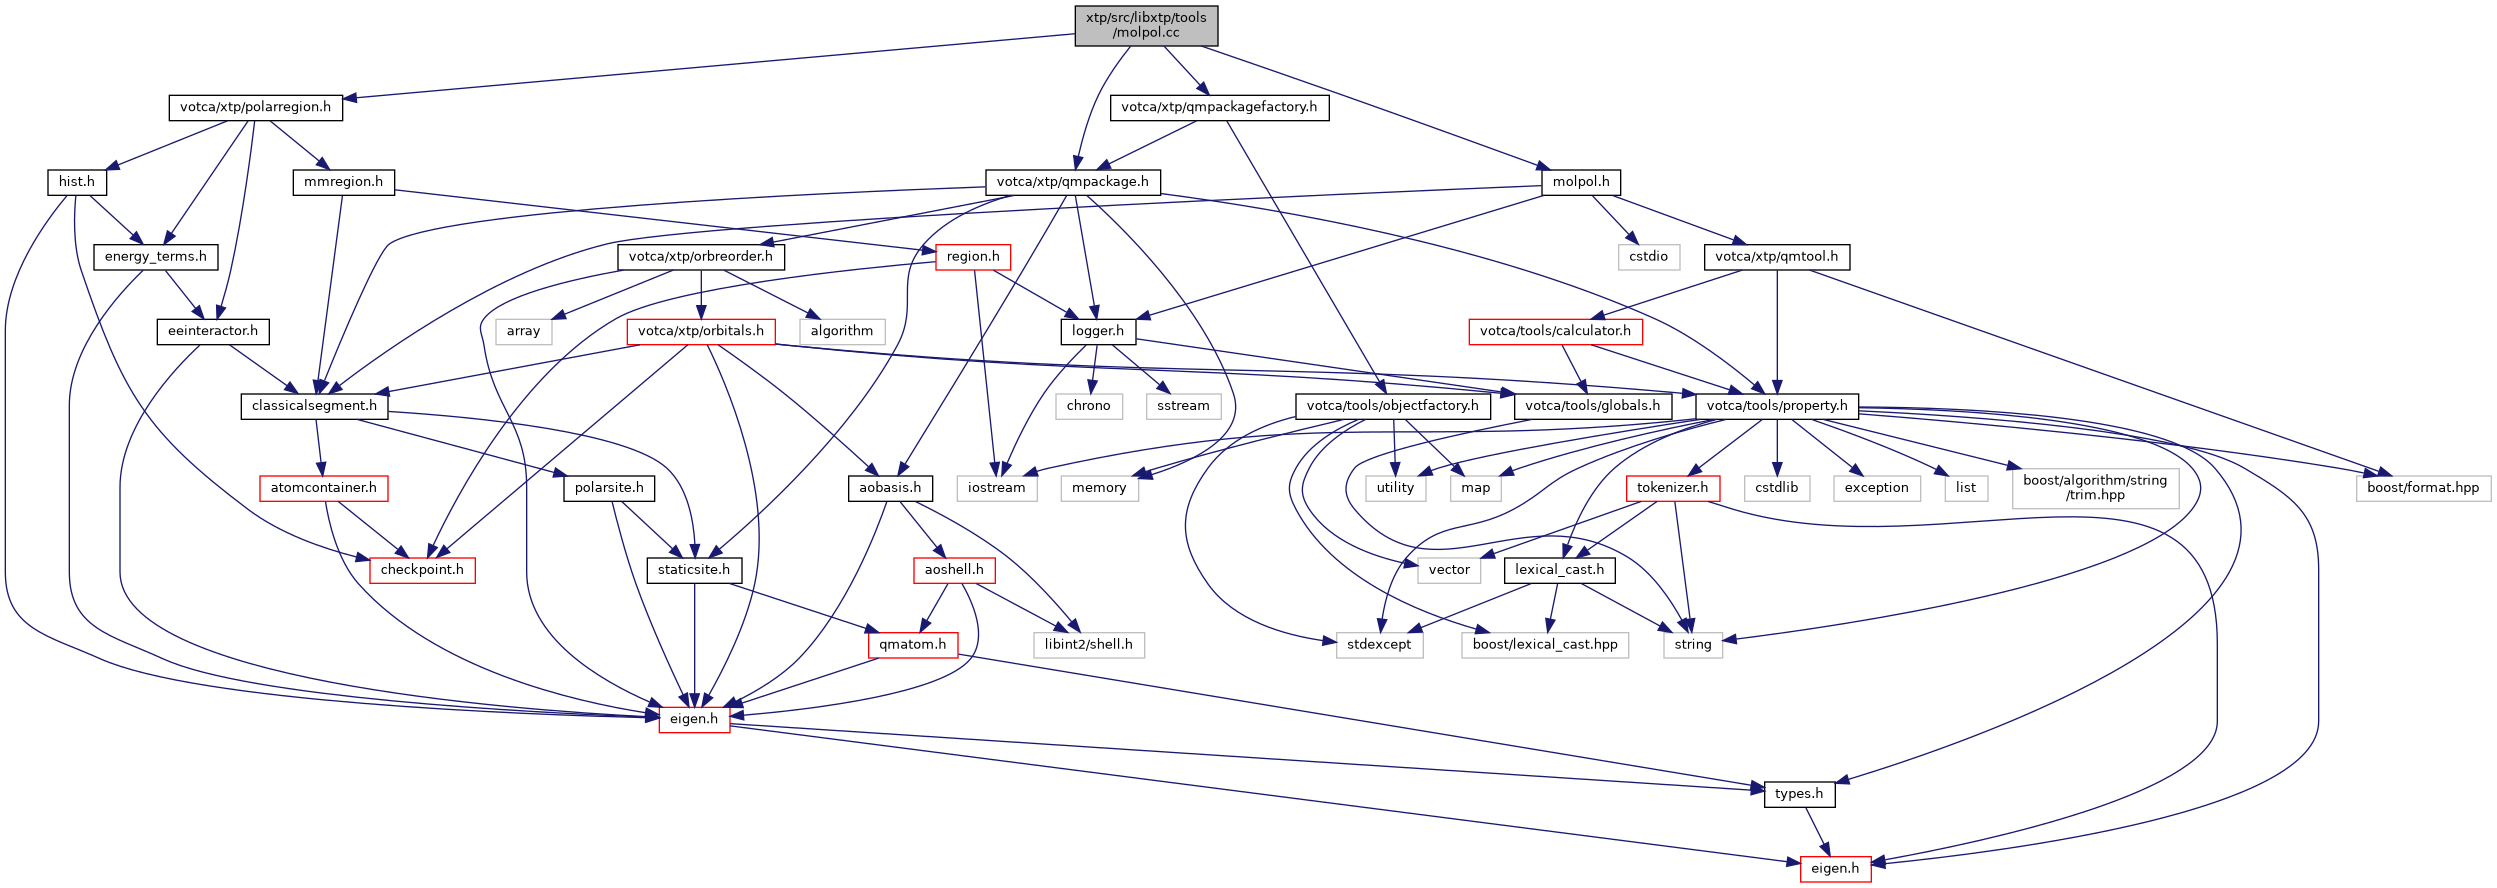 xtp/src/libxtp/tools
/molpol.cc
votca/xtp/polarregion.h
votca/xtp/qmpackagefactory.h
hist.h
mmregion.h
votca/xtp/qmpackage.h
molpol.h
energy_terms.h
votca/xtp/orbreorder.h
region.h
cstdio
votca/xtp/qmtool.h
eeinteractor.h
array
votca/xtp/orbitals.h
algorithm
logger.h
votca/tools/calculator.h
classicalsegment.h
chrono
sstream
votca/tools/objectfactory.h
votca/tools/globals.h
votca/tools/property.h
atomcontainer.h
polarsite.h
aobasis.h
iostream
memory
utility
map
tokenizer.h
cstdlib
exception
list
boost/algorithm/string
/trim.hpp
boost/format.hpp
checkpoint.h
staticsite.h
aoshell.h
vector
lexical_cast.h
qmatom.h
libint2/shell.h
stdexcept
boost/lexical_cast.hpp
string
eigen.h
types.h
eigen.h